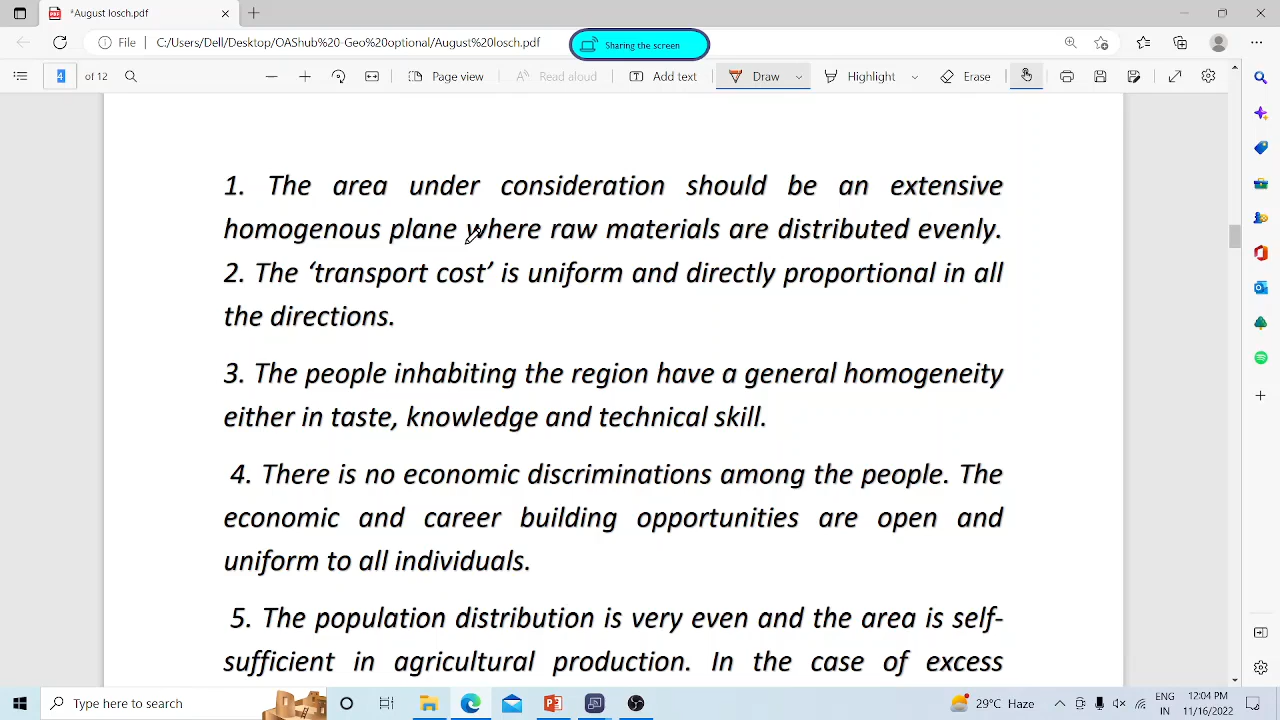 *August losch.pdf
File
C:/Users/Dell/Desktop/OAShub%20_Geo%20optional/August%20losch.pdf
Sharing the screen
4 of 12
Page view
Read aloud
Add text
Draw
Highlight
Erase
1. The area under consideration should be an extensive
homogenous plane where raw materials are distributed evenly.
2. The ‘transport cost’ is uniform and directly proportional in all
the directions.
3. The people inhabiting the region have a general homogeneity
either in taste, knowledge and technical skill.
4. There is no economic discriminations among the people. The
economic and career building opportunities are open and
uniform to all individuals.
5. The population distribution is very even and the area is self-
sufficient in agricultural production. In the case of excess
Type here to search
29°C Haze
ENG
IN
12:04 PM
11/16/2022